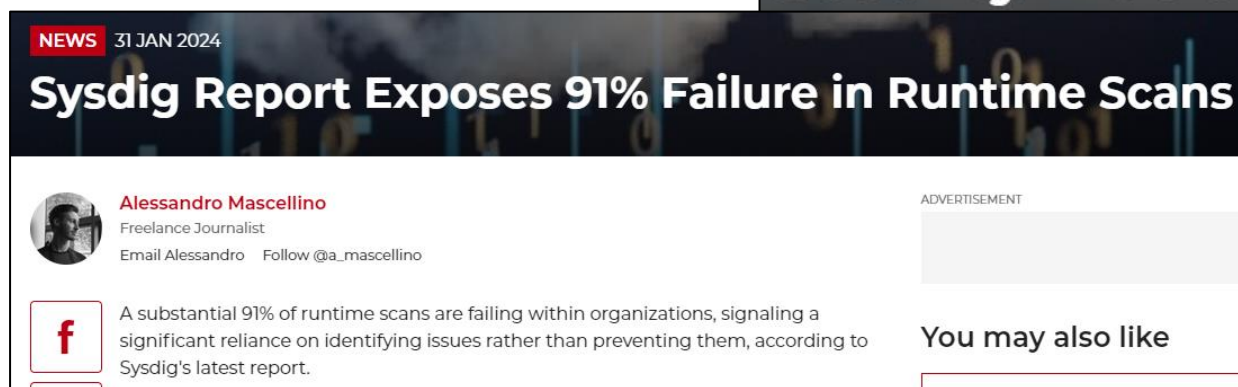 NEWS 31 JAN 2024
Sysdig Report Exposes 91% Failure in Runtime Scans
Alessandro Mascellino
Freelance Journalist
Email Alessandro Follow @a_mascellino
ADVERTISEMENT
f
A substantial 91% of runtime scans are failing within organizations, signaling a
significant reliance on identifying issues rather than preventing them, according to
Sysdig's latest report.
You may also like